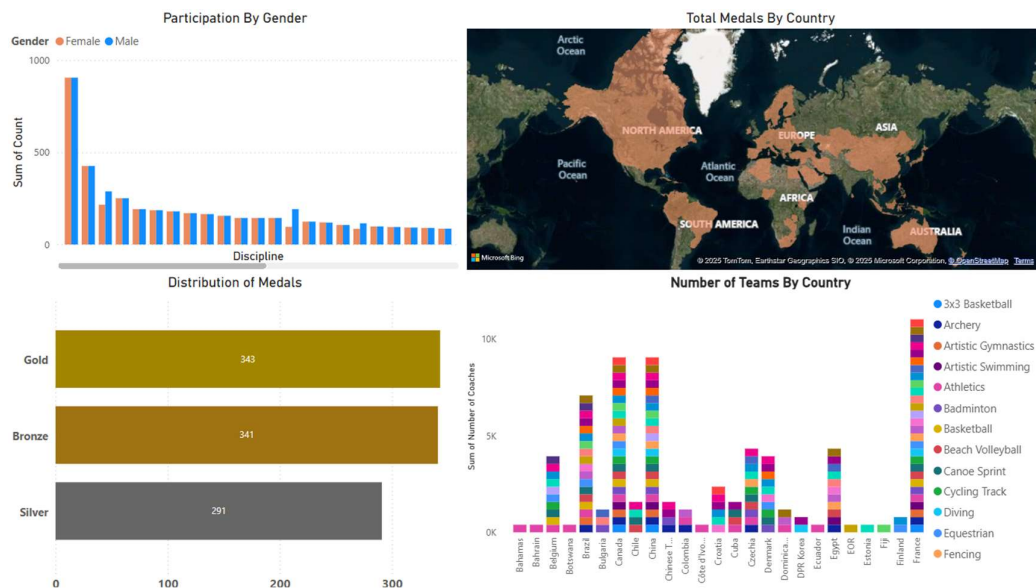 Participation By Gender
Gender Female Male
1000
500
0
Sum of Count
Discipline
Total Medals By Country
Arctic
Ocean
NORTH AMERICA
EUROPE
ASIA
Pacific
Ocean
Atlantic
Ocean
AFRICA
SOUTH AMERICA
Indian
Ocean
AUSTRALIA
Microsoft Bing
© 2025 TomTom, Earthstar Geographics SIO, © 2025 Microsoft Corporation, © OpenStreetMap Terms
Distribution of Medals
Gold
343
Bronze
341
Silver
291
0
100
200
300
Number of Teams By Country
Sum of Number of Coaches
10K
5K
0K
Bahamas
Bahrain
Belgium
Botswana
Brazil
Bulgaria
Canada
Chile
China
Chinese T...
Colombia
Côte d'Ivo...
Croatia
Cuba
Czechia
Denmark
Dominica...
DPR Korea
Ecuador
Egypt
EOR
Estonia
Fiji
Finland
France
3x3 Basketball
Archery
Artistic Gymnastics
Artistic Swimming
Athletics
Badminton
Basketball
Beach Volleyball
Canoe Sprint
Cycling Track
Diving
Equestrian
Fencing